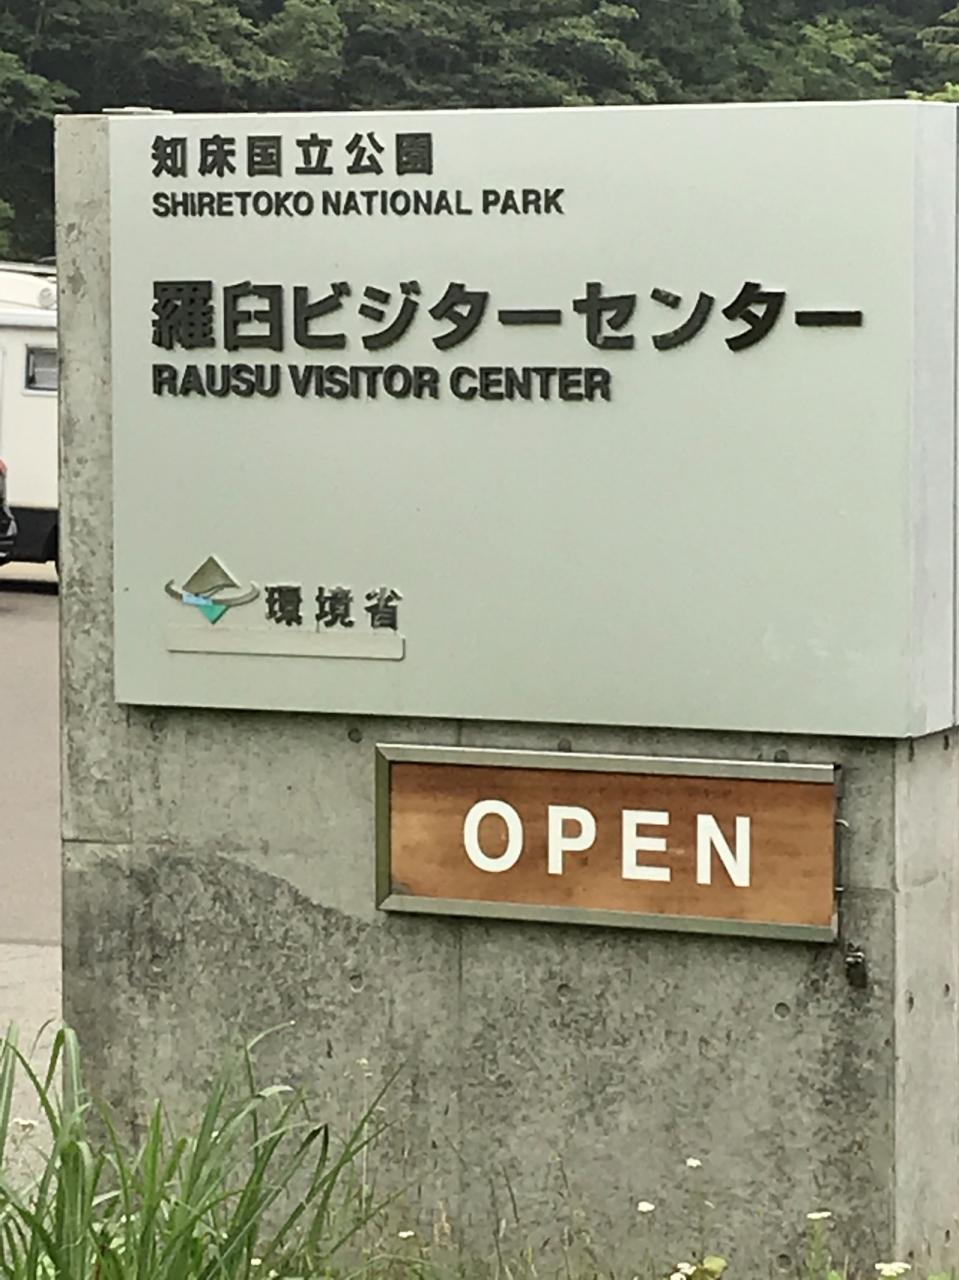 知床国立公園
SHIRETOKO NATIONAL PARK
羅臼ビジターセンター
RAUSU VISITOR CENTER
環境省
OPEN